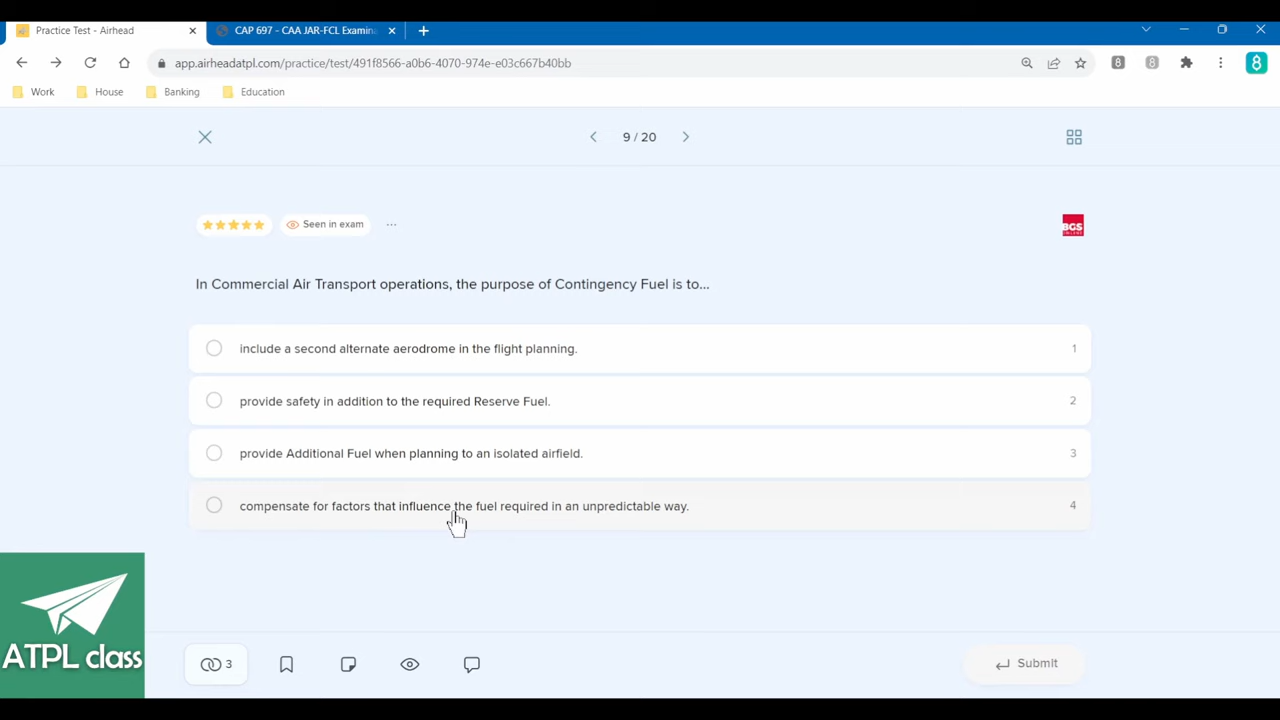 Practice Test - Airhead
CAP 697 - CAA JAR-FCL Examina
app.airheadatpl.com/practice/test/491f8566-a0b6-4070-974e-e03c667b40bb
Work House Banking Education
9 / 20
Seen in exam ...
BGS
In Commercial Air Transport operations, the purpose of Contingency Fuel is to...
include a second alternate aerodrome in the flight planning. 1
provide safety in addition to the required Reserve Fuel. 2
provide Additional Fuel when planning to an isolated airfield. 3
compensate for factors that influence the fuel required in an unpredictable way. 4
ATPL class
3
Submit